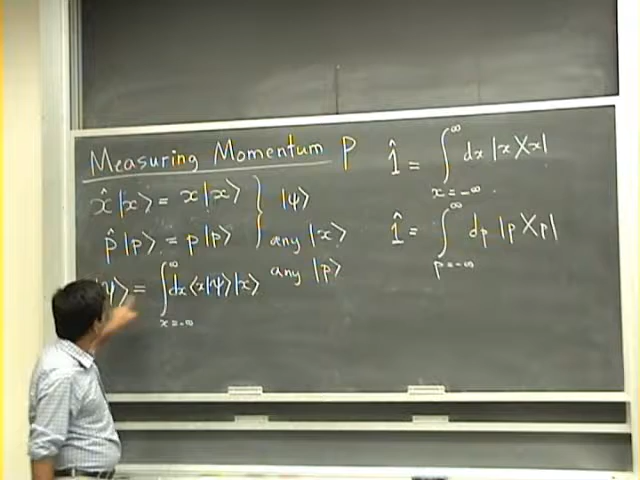 Measuring Momentum P
x̂|x⟩ = x|x⟩ } |ψ⟩
p̂|p⟩ = p|p⟩ any |x⟩
any |p⟩
|ψ⟩ = ∫_{x=-∞}^{∞} dx⟨x|ψ⟩|x⟩
1̂ = ∫_{x=-∞}^{∞} dx |x⟩⟨x|
1̂ = ∫_{p=-∞}^{∞} dp |p⟩⟨p|